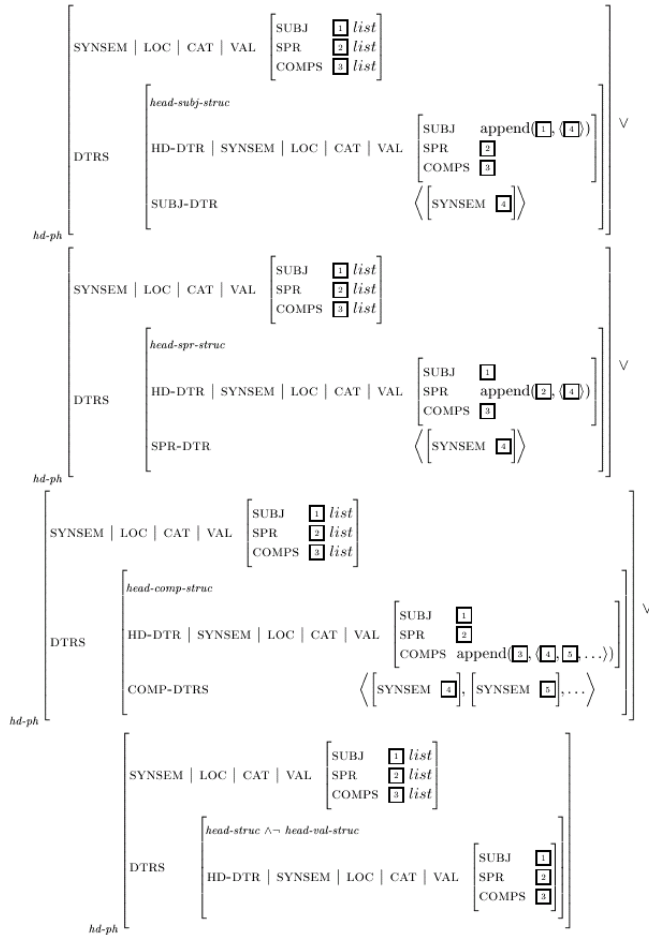 SUBJ 1 list
SYNSEM | LOC | CAT | VAL SPR 2 list
COMPS 3 list
head-subj-struc
SUBJ append(1, ⟨4⟩) ∨
HD-DTR | SYNSEM | LOC | CAT | VAL SPR 2
DTRS COMPS 3
SUBJ-DTR ⟨[SYNSEM 4]⟩
hd-ph
SUBJ 1 list
SYNSEM | LOC | CAT | VAL SPR 2 list
COMPS 3 list
head-spr-struc
SUBJ 1 ∨
HD-DTR | SYNSEM | LOC | CAT | VAL SPR append(2, ⟨4⟩)
DTRS COMPS 3
SPR-DTR ⟨[SYNSEM 4]⟩
hd-ph
SUBJ 1 list
SYNSEM | LOC | CAT | VAL SPR 2 list
COMPS 3 list
head-comp-struc
SUBJ 1 ∨
DTRS HD-DTR | SYNSEM | LOC | CAT | VAL SPR 2
COMPS append(3, ⟨4, 5, ...⟩)
COMP-DTRS ⟨[SYNSEM 4], [SYNSEM 5], ...⟩
hd-ph
SUBJ 1 list
SYNSEM | LOC | CAT | VAL SPR 2 list
COMPS 3 list
head-struc ∧¬ head-val-struc
SUBJ 1
DTRS HD-DTR | SYNSEM | LOC | CAT | VAL SPR 2
COMPS 3
hd-ph